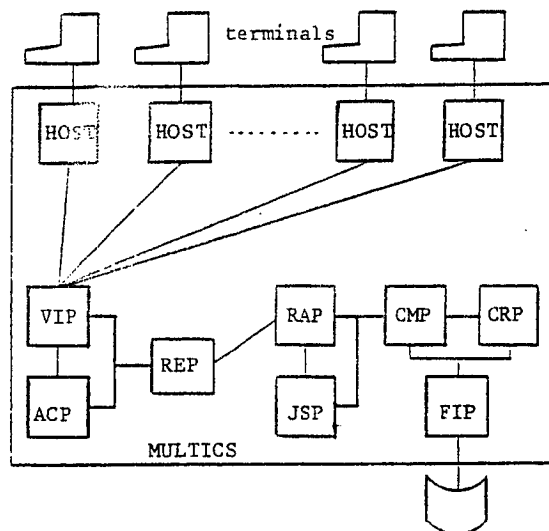 terminals
HOST HOST ........ HOST HOST
VIP RAP CMP CRP
REP
ACP JSP FIP
MULTICS